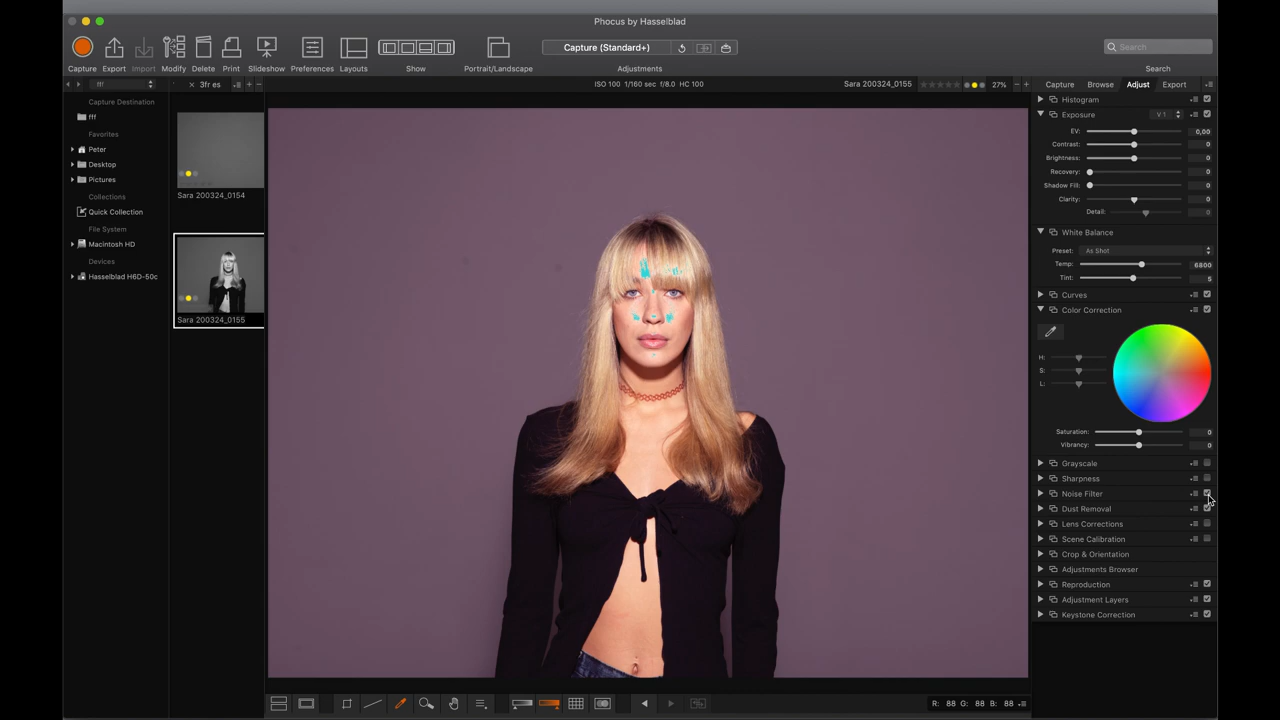 Phocus by Hasselblad
Capture (Standard+)
Search
Capture Export Import Modify Delete Print Slideshow Preferences Layouts Show Portrait/Landscape Adjustments Search
fff
3fr es
ISO 100 1/160 sec f/8.0 HC 100
Sara 200324_0155
27%
Capture Browse Adjust Export
Capture Destination
fff
Favorites
Peter
Desktop
Pictures
Collections
Quick Collection
File System
Macintosh HD
Devices
Hasselblad H6D-50c
Sara 200324_0154
Sara 200324_0155
Histogram
Exposure V 1
EV: 0,00
Contrast: 0
Brightness: 0
Recovery: 0
Shadow Fill: 0
Clarity: 0
Detail: 0
White Balance
Preset: As Shot
Temp: 6800
Tint: 5
Curves
Color Correction
H:
S:
L:
Saturation: 0
Vibrancy: 0
Grayscale
Sharpness
Noise Filter
Dust Removal
Lens Corrections
Scene Calibration
Crop & Orientation
Adjustments Browser
Reproduction
Adjustment Layers
Keystone Correction
R: 88 G: 88 B: 88